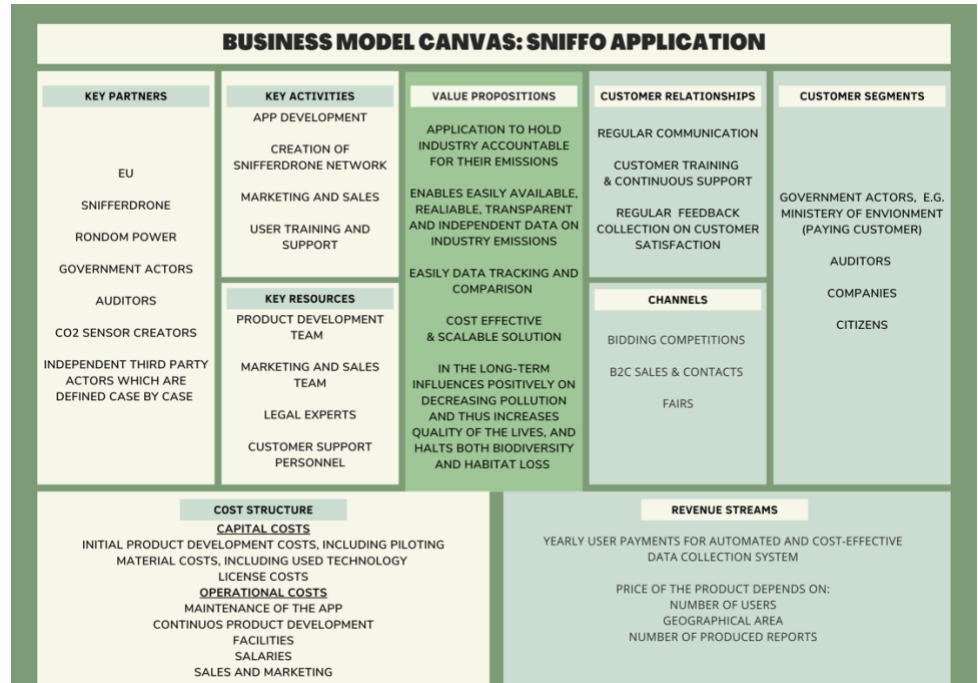 BUSINESS MODEL CANVAS: SNIFFO APPLICATION
KEY PARTNERS
EU
SNIFFERDRONE
RONDOM POWER
GOVERNMENT ACTORS
AUDITORS
CO2 SENSOR CREATORS
INDEPENDENT THIRD PARTY
ACTORS WHICH ARE
DEFINED CASE BY CASE
KEY ACTIVITIES
APP DEVELOPMENT
CREATION OF
SNIFFERDRONE NETWORK
MARKETING AND SALES
USER TRAINING AND
SUPPORT
KEY RESOURCES
PRODUCT DEVELOPMENT
TEAM
MARKETING AND SALES
TEAM
LEGAL EXPERTS
CUSTOMER SUPPORT
PERSONNEL
VALUE PROPOSITIONS
APPLICATION TO HOLD
INDUSTRY ACCOUNTABLE
FOR THEIR EMISSIONS
ENABLES EASILY AVAILABLE,
REALIABLE, TRANSPARENT
AND INDEPENDENT DATA ON
INDUSTRY EMISSIONS
EASILY DATA TRACKING AND
COMPARISON
COST EFFECTIVE
& SCALABLE SOLUTION
IN THE LONG-TERM
INFLUENCES POSITIVELY ON
DECREASING POLLUTION
AND THUS INCREASES
QUALITY OF THE LIVES, AND
HALTS BOTH BIODIVERSITY
AND HABITAT LOSS
CUSTOMER RELATIONSHIPS
REGULAR COMMUNICATION
CUSTOMER TRAINING
& CONTINUOUS SUPPORT
REGULAR FEEDBACK
COLLECTION ON CUSTOMER
SATISFACTION
CHANNELS
BIDDING COMPETITIONS
B2C SALES & CONTACTS
FAIRS
CUSTOMER SEGMENTS
GOVERNMENT ACTORS, E.G.
MINISTERY OF ENVIONMENT
(PAYING CUSTOMER)
AUDITORS
COMPANIES
CITIZENS
COST STRUCTURE
CAPITAL COSTS
INITIAL PRODUCT DEVELOPMENT COSTS, INCLUDING PILOTING
MATERIAL COSTS, INCLUDING USED TECHNOLOGY
LICENSE COSTS
OPERATIONAL COSTS
MAINTENANCE OF THE APP
CONTINUOS PRODUCT DEVELOPMENT
FACILITIES
SALARIES
SALES AND MARKETING
REVENUE STREAMS
YEARLY USER PAYMENTS FOR AUTOMATED AND COST-EFFECTIVE
DATA COLLECTION SYSTEM
PRICE OF THE PRODUCT DEPENDS ON:
NUMBER OF USERS
GEOGRAPHICAL AREA
NUMBER OF PRODUCED REPORTS